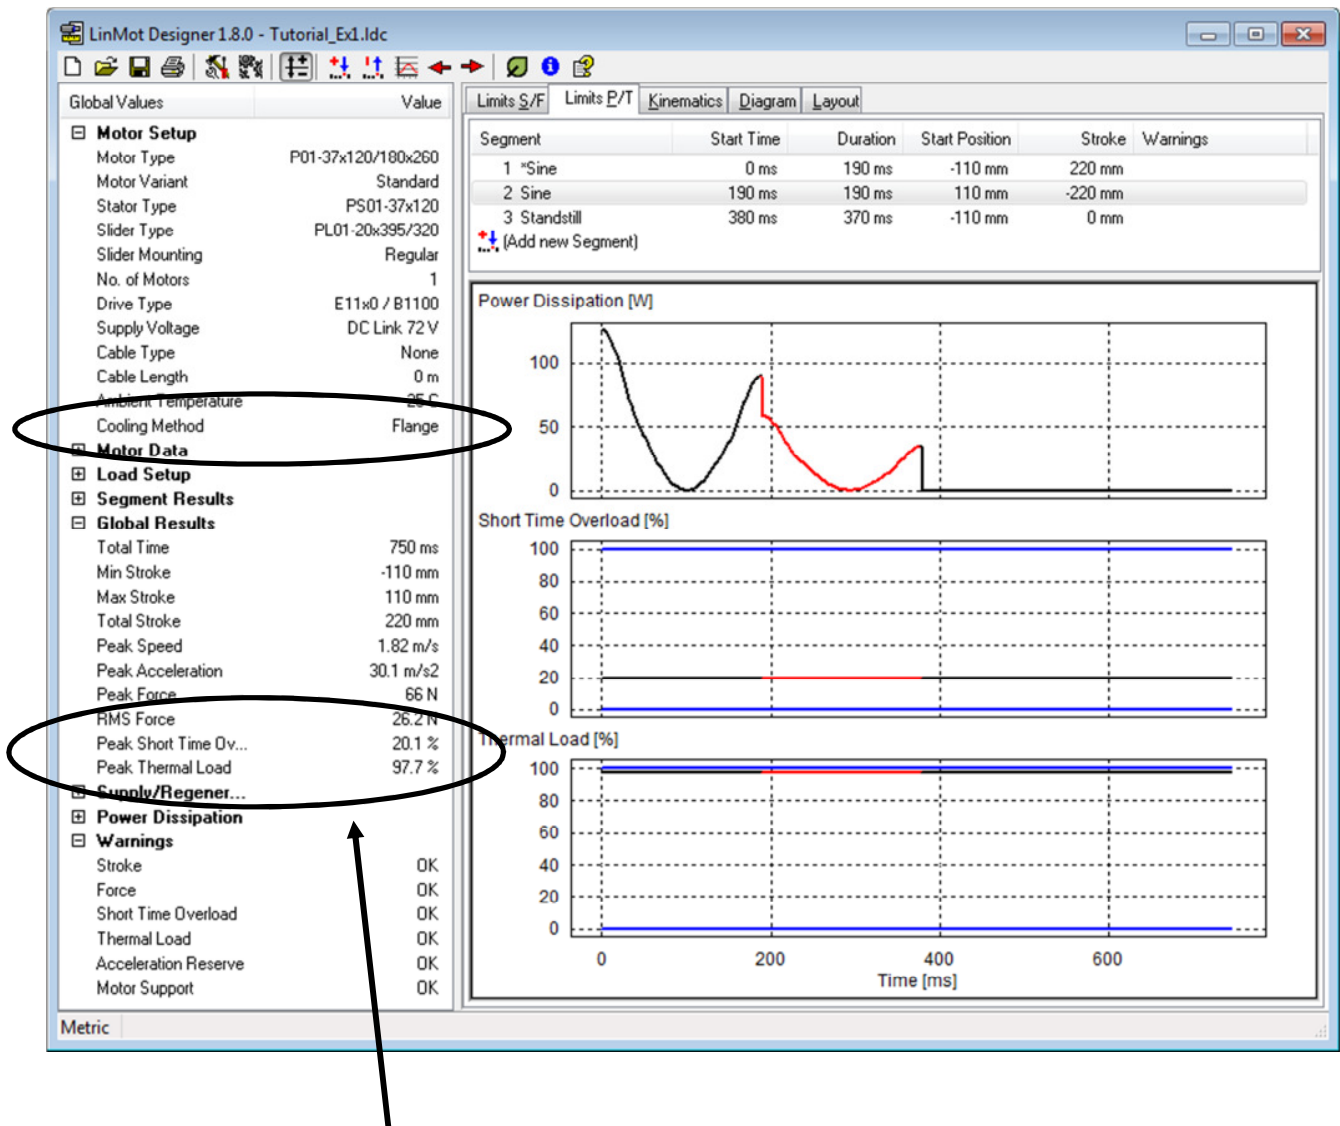 LinMot Designer 1.8.0 - Tutorial_Ex1.ldc
Global Values Value
Motor Setup
Motor Type P01-37x120/180x260
Motor Variant Standard
Stator Type PS01-37x120
Slider Type PL01-20x395/320
Slider Mounting Regular
No. of Motors 1
Drive Type E11x0 / B1100
Supply Voltage DC Link 72 V
Cable Type None
Cable Length 0 m
Ambient Temperature 25 C
Cooling Method Flange
Motor Data
Load Setup
Segment Results
Global Results
Total Time 750 ms
Min Stroke -110 mm
Max Stroke 110 mm
Total Stroke 220 mm
Peak Speed 1.82 m/s
Peak Acceleration 30.1 m/s2
Peak Force 66 N
RMS Force 26.2 N
Peak Short Time Ov... 20.1 %
Peak Thermal Load 97.7 %
Supply/Regener...
Power Dissipation
Warnings
Stroke OK
Force OK
Short Time Overload OK
Thermal Load OK
Acceleration Reserve OK
Motor Support OK
Limits S/F Limits P/T Kinematics Diagram Layout
Segment Start Time Duration Start Position Stroke Warnings
1 *Sine 0 ms 190 ms -110 mm 220 mm
2 Sine 190 ms 190 ms 110 mm -220 mm
3 Standstill 380 ms 370 ms -110 mm 0 mm
(Add new Segment)
Power Dissipation [W]
100
50
0
Short Time Overload [%]
100
80
60
40
20
0
Thermal Load [%]
100
80
60
40
20
0
0 200 400 600
Time [ms]
Metric